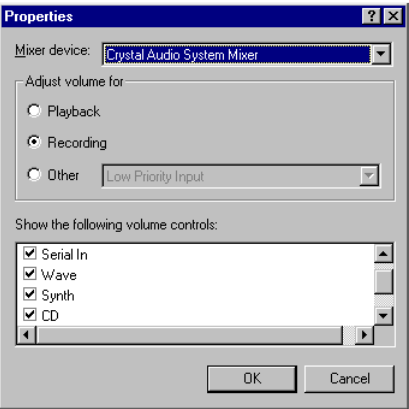 Properties
Mixer device: Crystal Audio System Mixer
Adjust volume for
Playback
Recording
Other Low Priority Input
Show the following volume controls:
Serial In
Wave
Synth
CD
OK Cancel